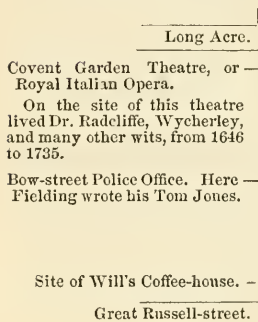 Long Acre.
Covent Garden Theatre, or —
Royal Italian Opera.
On the site of this theatre
lived Dr. Radcliffe, Wycherley,
and many other wits, from 1646
to 1735.
Bow-street Police Office. Here —
Fielding wrote his Tom Jones.
Site of Will's Coffee-house. –
Great Russell-street.